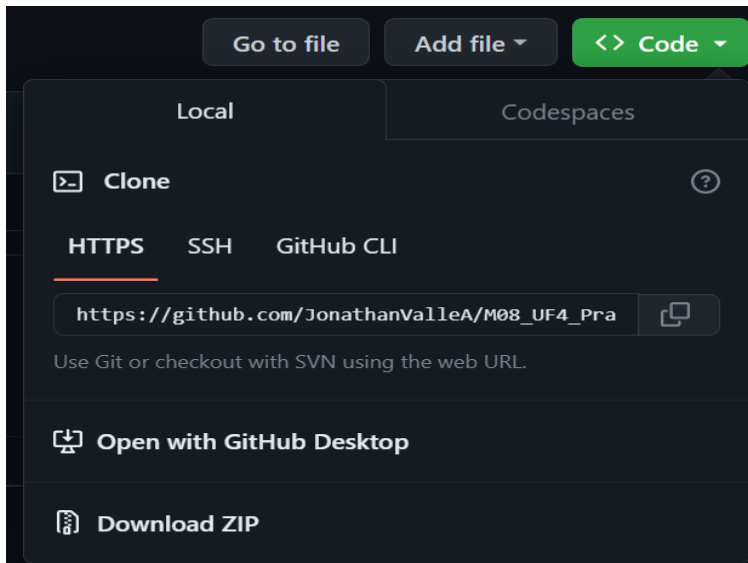 Go to file Add file <> Code
Local Codespaces
Clone
HTTPS SSH GitHub CLI
https://github.com/JonathanValleA/M08_UF4_Pra
Use Git or checkout with SVN using the web URL.
Open with GitHub Desktop
Download ZIP